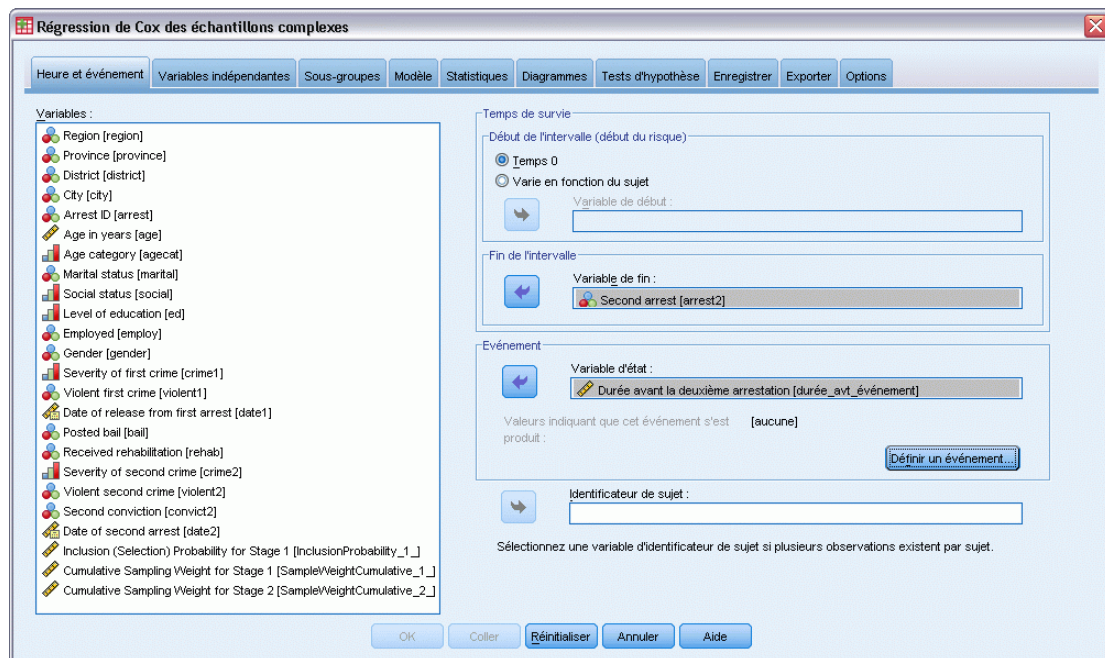 Régression de Cox des échantillons complexes
Heure et événement
Variables indépendantes
Sous-groupes
Modèle
Statistiques
Diagrammes
Tests d'hypothèse
Enregistrer
Exporter
Options
Variables :
Region [region]
Province [province]
District [district]
City [city]
Arrest ID [arrest]
Age in years [age]
Age category [agecat]
Marital status [marital]
Social status [social]
Level of education [ed]
Employed [employ]
Gender [gender]
Severity of first crime [crime1]
Violent first crime [violent1]
Date of release from first arrest [date1]
Posted bail [bail]
Received rehabilitation [rehab]
Severity of second crime [crime2]
Violent second crime [violent2]
Second conviction [convict2]
Date of second arrest [date2]
Inclusion (Selection) Probability for Stage 1 [InclusionProbability_1_]
Cumulative Sampling Weight for Stage 1 [SampleWeightCumulative_1_]
Cumulative Sampling Weight for Stage 2 [SampleWeightCumulative_2_]
Temps de survie
Début de l'intervalle (début du risque)
Temps 0
Varie en fonction du sujet
Variable de début :
Fin de l'intervalle
Variable de fin :
Second arrest [arrest2]
Evénement
Variable d'état :
Durée avant la deuxième arrestation [durée_avt_événement]
Valeurs indiquant que cet événement s'est [aucune]
produit :
Définir un événement...
Identificateur de sujet :
Sélectionnez une variable d'identificateur de sujet si plusieurs observations existent par sujet.
OK
Coller
Réinitialiser
Annuler
Aide